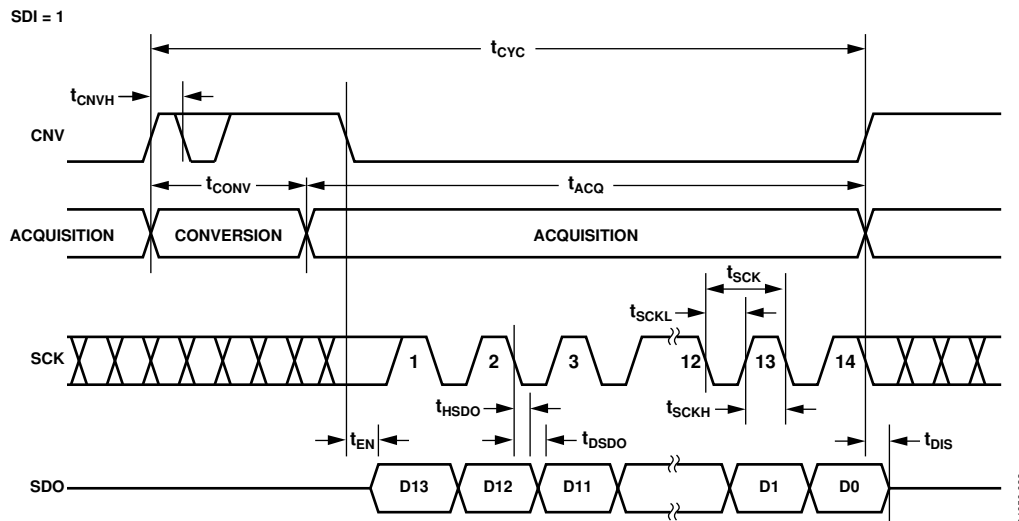 SDI = 1
tCYC
tCNVH
CNV
tCONV
tACQ
ACQUISITION
CONVERSION
ACQUISITION
tSCK
tSCKL
SCK
1
2
3
12
13
14
tHSDO
tSCKH
tEN
tDSDO
tDIS
SDO
D13
D12
D11
D1
D0